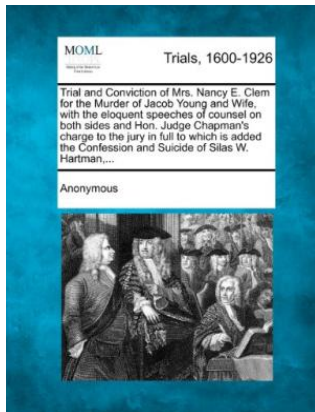 MOML
Trials, 1600-1926
Trial and Conviction of Mrs. Nancy E. Clem
for the Murder of Jacob Young and Wife,
with the eloquent speeches of counsel on
both sides and Hon. Judge Chapman's
charge to the jury in full to which is added
the Confession and Suicide of Silas W.
Hartman,...
Anonymous